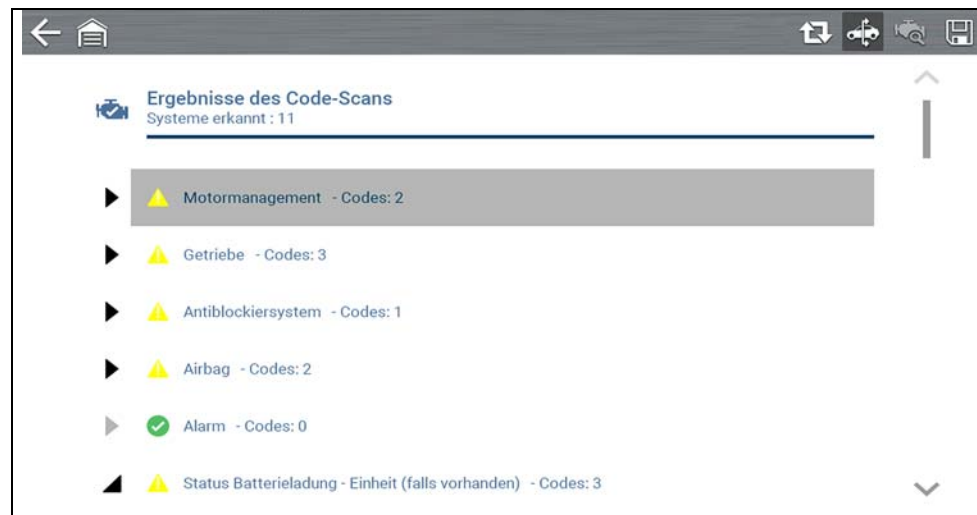 Ergebnisse des Code-Scans
Systeme erkannt : 11
Motormanagement - Codes: 2
Getriebe - Codes: 3
Antiblockiersystem - Codes: 1
Airbag - Codes: 2
Alarm - Codes: 0
Status Batterieladung - Einheit (falls vorhanden) - Codes: 3